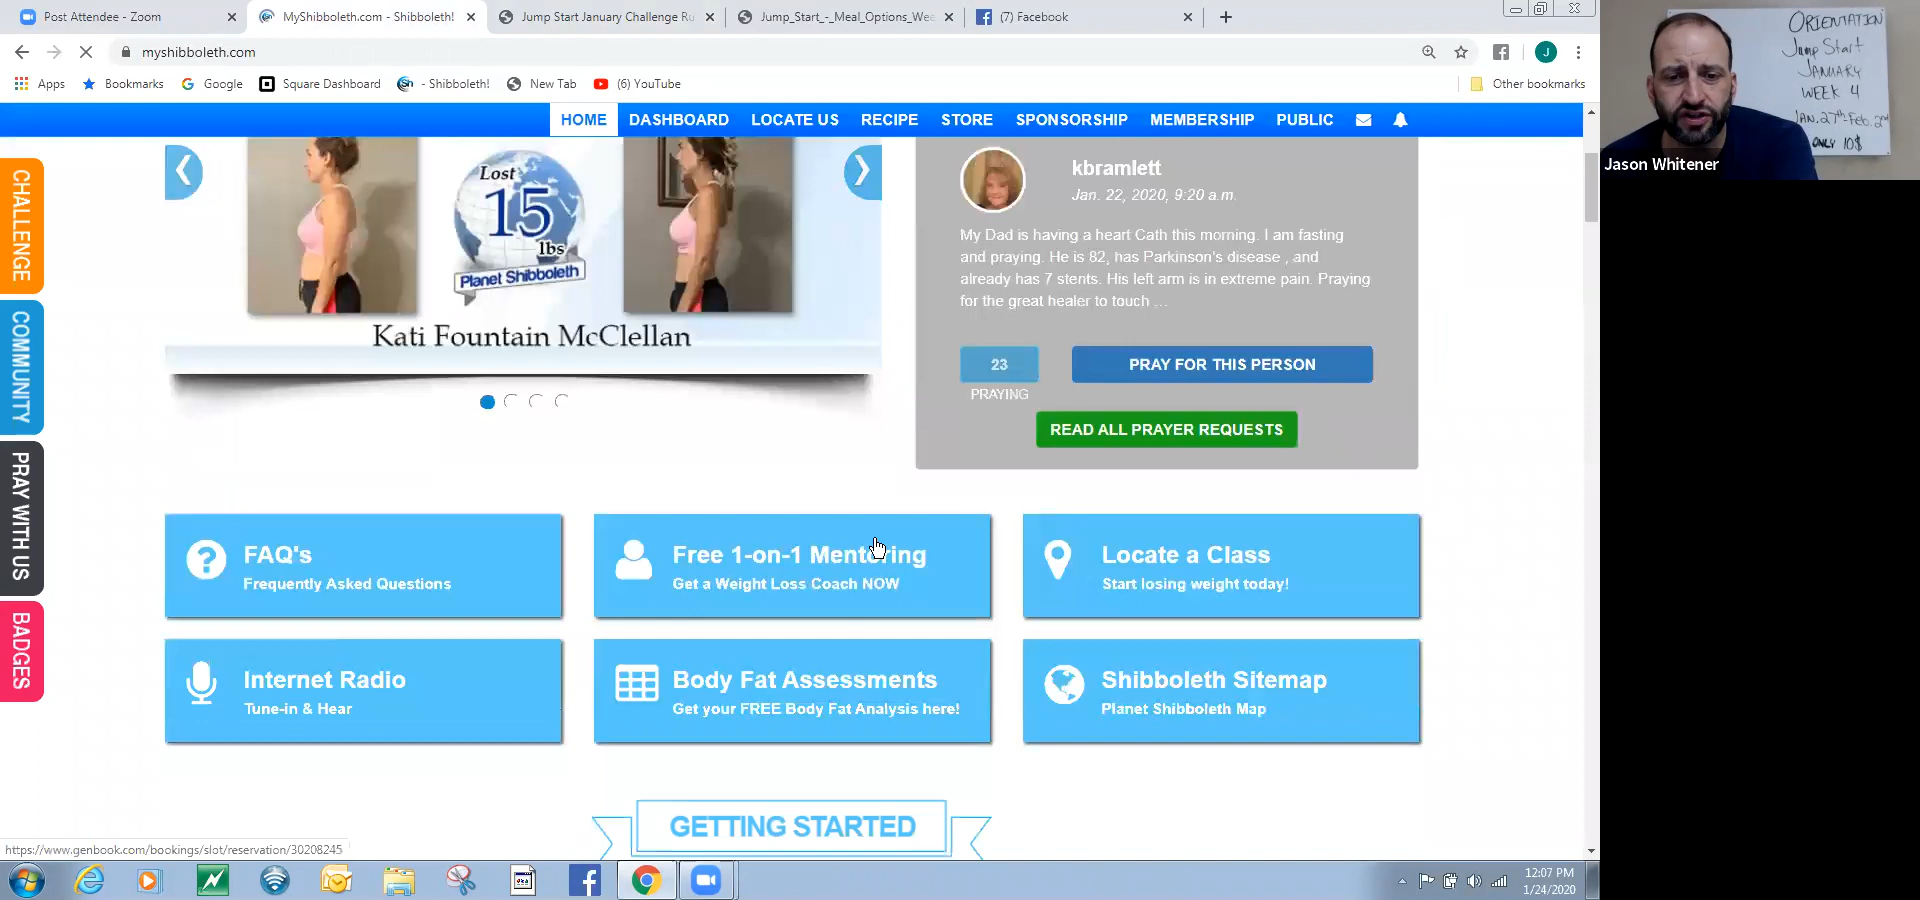 Post Attendee - Zoom
MyShibboleth.com - Shibboleth!
Jump Start January Challenge Ru
Jump_Start_-_Meal_Options_Wee
(7) Facebook
myshibboleth.com
J
Apps
Bookmarks
Google
Square Dashboard
- Shibboleth!
New Tab
(6) YouTube
Other bookmarks
HOME
DASHBOARD
LOCATE US
RECIPE
STORE
SPONSORSHIP
MEMBERSHIP
PUBLIC
CHALLENGE
COMMUNITY
PRAY WITH US
BADGES
Lost
15
lbs
Planet Shibboleth
Kati Fountain McClellan
kbramlett
Jan. 22, 2020, 9:20 a.m.
My Dad is having a heart Cath this morning. I am fasting
and praying. He is 82, has Parkinson's disease , and
already has 7 stents. His left arm is in extreme pain. Praying
for the great healer to touch ...
23
PRAYING
PRAY FOR THIS PERSON
READ ALL PRAYER REQUESTS
FAQ's
Frequently Asked Questions
Free 1-on-1 Mentoring
Get a Weight Loss Coach NOW
Locate a Class
Start losing weight today!
Internet Radio
Tune-in & Hear
Body Fat Assessments
Get your FREE Body Fat Analysis here!
Shibboleth Sitemap
Planet Shibboleth Map
GETTING STARTED
https://www.genbook.com/bookings/slot/reservation/30208245
12:07 PM
1/24/2020
ORIENTATION
Jump Start
JANUARY
WEEK 4
JAN. 27th-Feb. 2nd
ONLY 10$
Jason Whitener